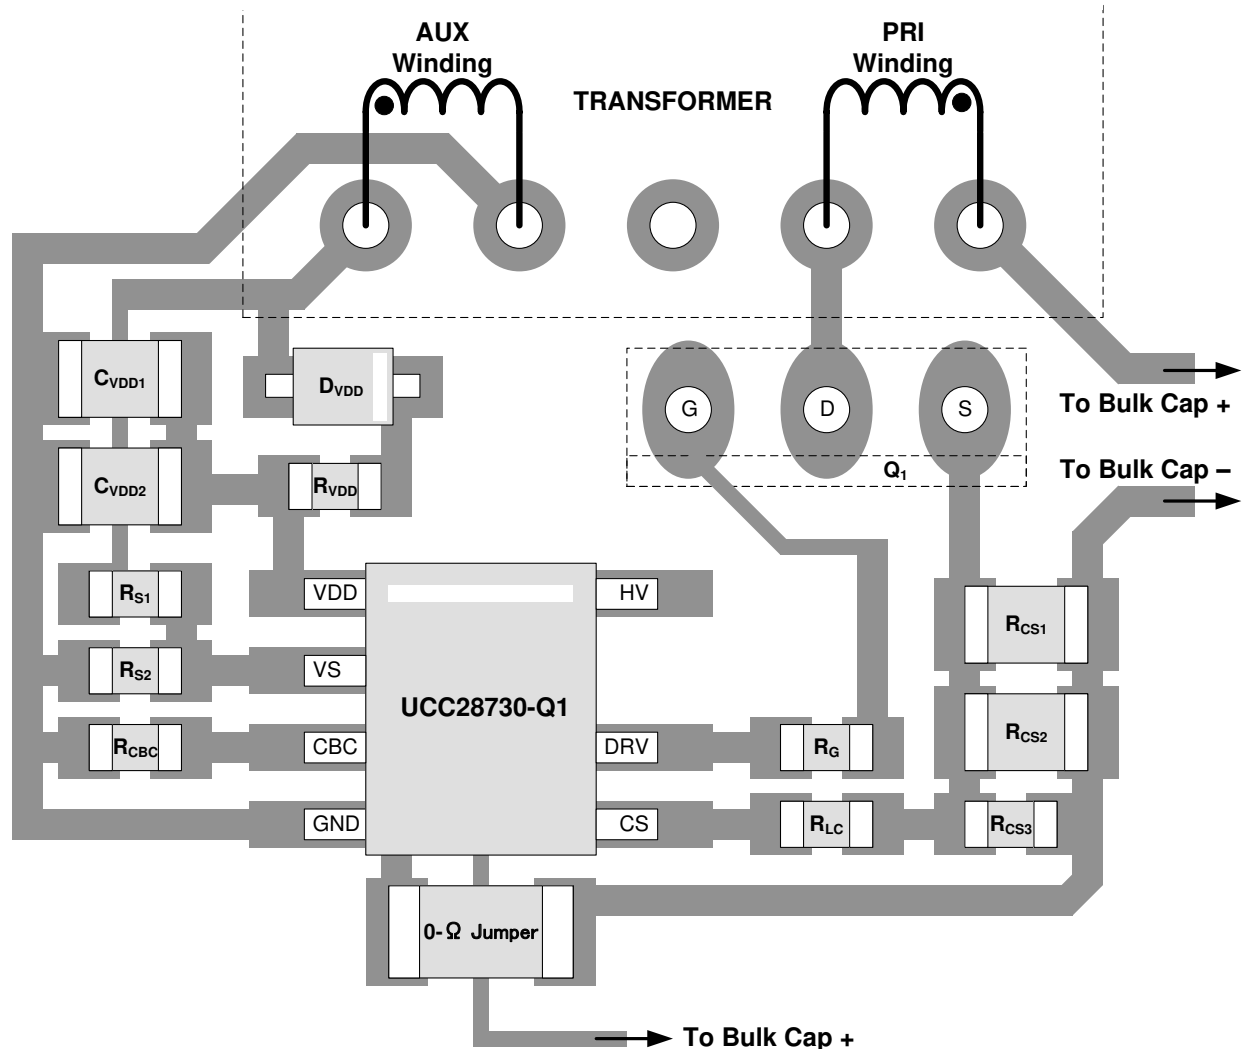 AUX
Winding
PRI
Winding
TRANSFORMER
CVDD1
DVDD
G
D
S
To Bulk Cap +
To Bulk Cap –
Q1
CVDD2
RVDD
RS1
VDD
HV
RCS1
RS2
VS
UCC28730-Q1
RCS2
RCBC
CBC
DRV
RG
GND
CS
RLC
RCS3
0-Ω Jumper
To Bulk Cap +